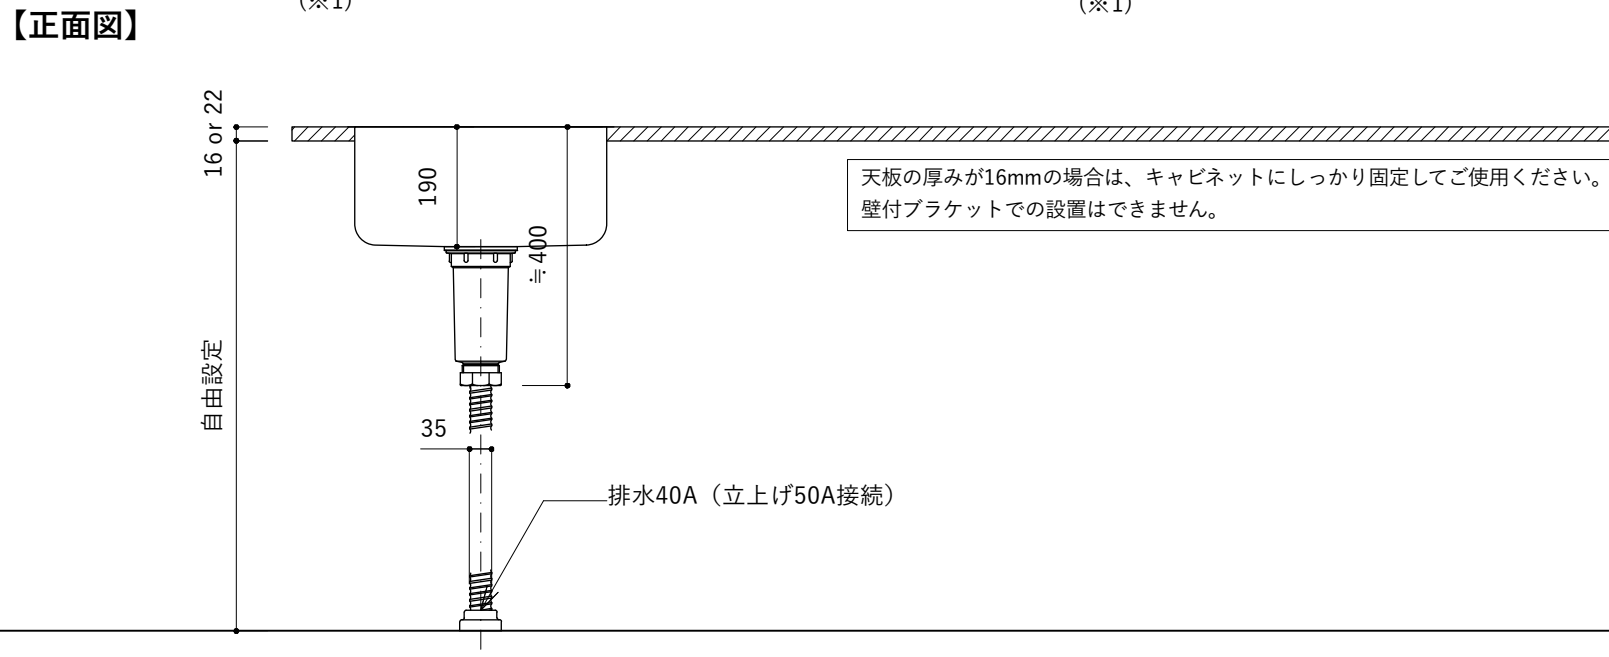 (※1)
(※1)
【正面図】
16 or 22
190
天板の厚みが16mmの場合は、キャビネットにしっかり固定してご使用ください。
壁付ブラケットでの設置はできません。
≒400
自由設定
35
排水40A（立上げ50A接続）